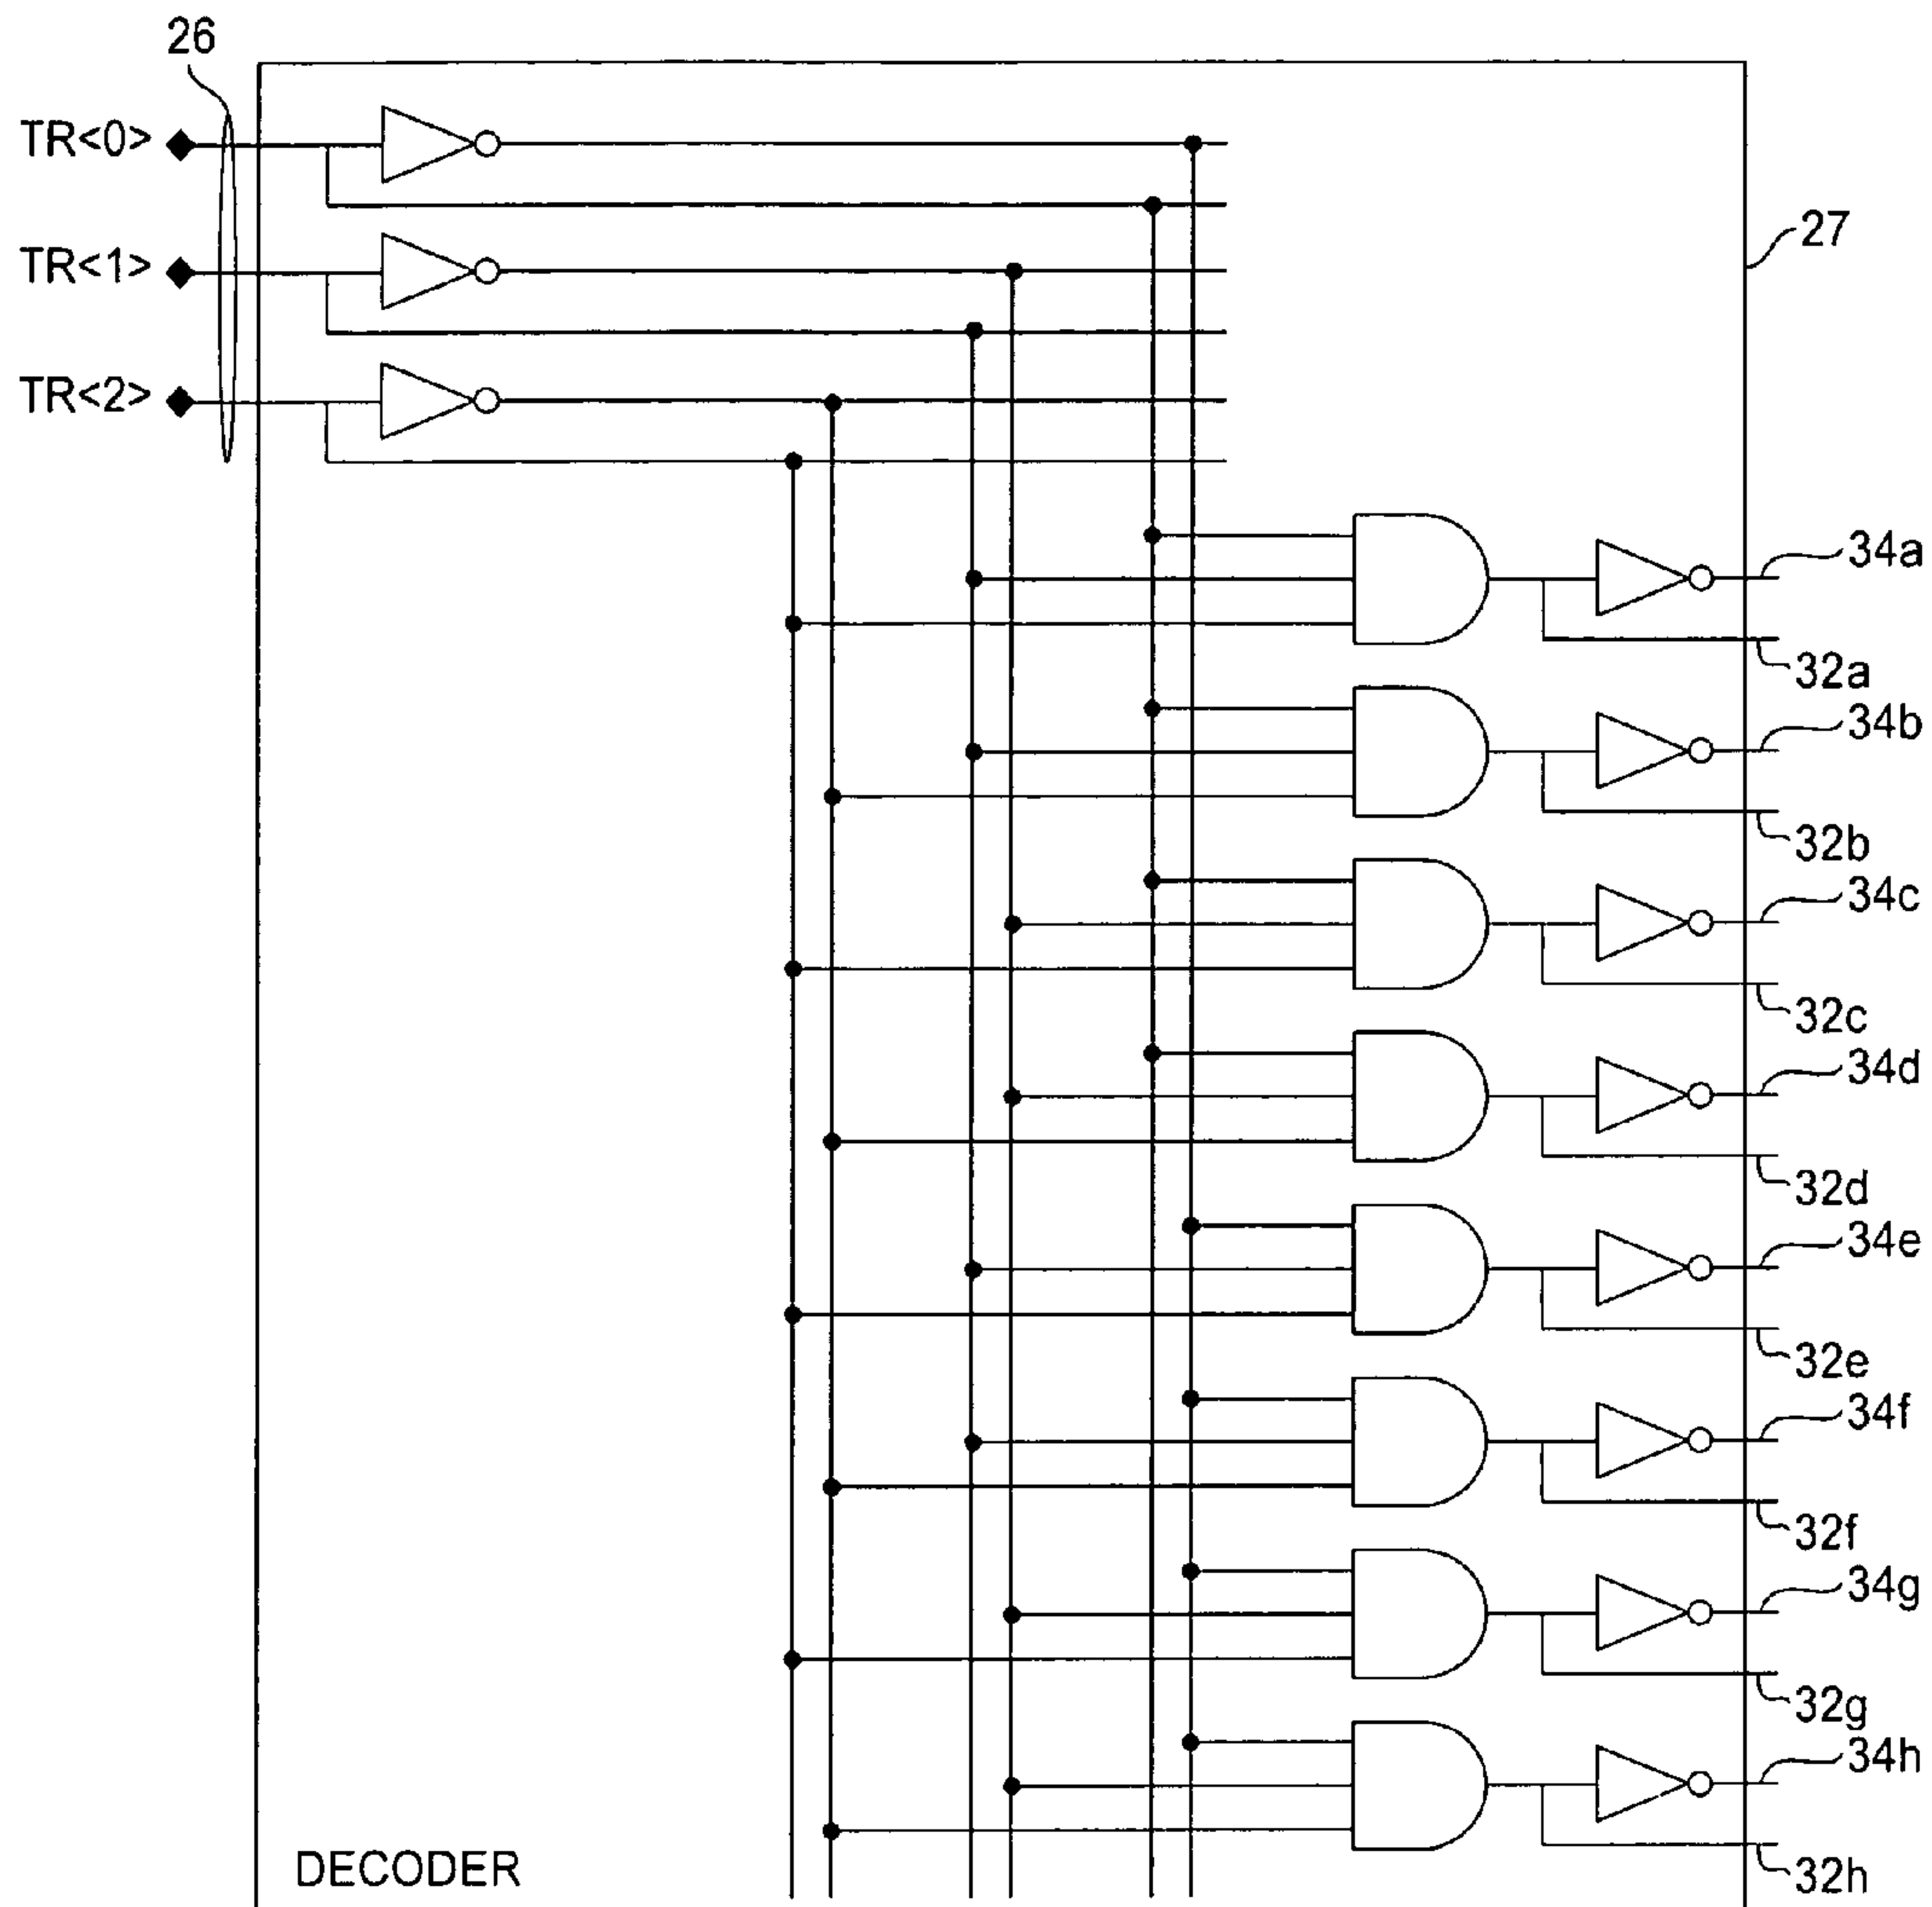 26
TR<0>
27
TR<1>
TR<2>
34a
32a
34b
32b
34c
32c
34d
32d
34e
32e
34f
32f
34g
32g
34h
32h
DECODER